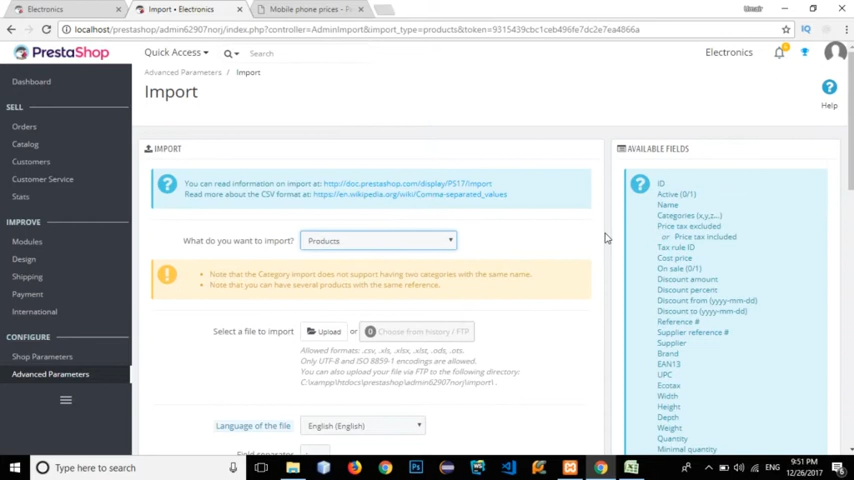 Electronics
Import • Electronics
Mobile phone prices -
Umair
localhost/prestashop/admin62907norj/index.php?controller=AdminImport&import_type=products&token=9315439cbc1ceb496fe7dc2e7ea4866a
PrestaShop
Quick Access
Search
Electronics
Advanced Parameters / Import
Import
Help
Dashboard
SELL
Orders
Catalog
Customers
Customer Service
Stats
IMPROVE
Modules
Design
Shipping
Payment
International
CONFIGURE
Shop Parameters
Advanced Parameters
IMPORT
You can read information on import at: http://doc.prestashop.com/display/PS17/Import
Read more about the CSV format at: https://en.wikipedia.org/wiki/Comma-separated_values
What do you want to import? Products
Note that the Category import does not support having two categories with the same name.
Note that you can have several products with the same reference.
Select a file to import Upload or 0 Choose from history / FTP
Allowed formats: .csv, .xls, .xlsx, .xlst, .ods, .ots.
Only UTF-8 and ISO 8859-1 encodings are allowed.
You can also upload your file via FTP to the following directory:
C:\xampp\htdocs\prestashop\admin62907norj\import\ .
Language of the file English (English)
Field separator
AVAILABLE FIELDS
ID
Active (0/1)
Name
Categories (x,y,z...)
Price tax excluded
or Price tax included
Tax rule ID
Cost price
On sale (0/1)
Discount amount
Discount percent
Discount from (yyyy-mm-dd)
Discount to (yyyy-mm-dd)
Reference #
Supplier reference #
Supplier
Brand
EAN13
UPC
Ecotax
Width
Height
Depth
Weight
Quantity
Minimal quantity
Type here to search
ENG
9:51 PM
12/26/2017